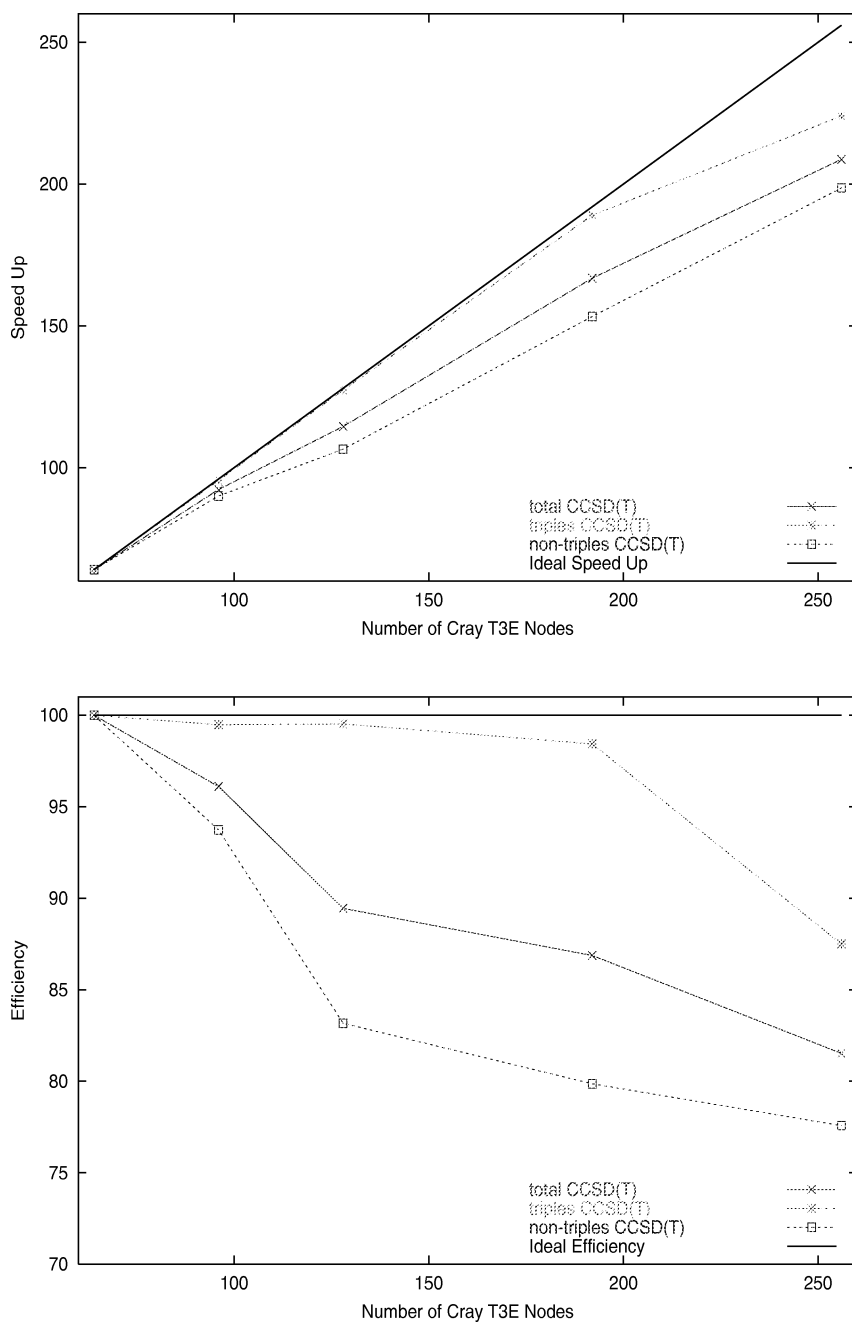 250
200
150
100
Speed Up
total CCSD(T)
triples CCSD(T)
non-triples CCSD(T)
Ideal Speed Up
100 150 200 250
Number of Cray T3E Nodes
100
95
90
85
80
75
70
Efficiency
total CCSD(T)
triples CCSD(T)
non-triples CCSD(T)
Ideal Efficiency
100 150 200 250
Number of Cray T3E Nodes